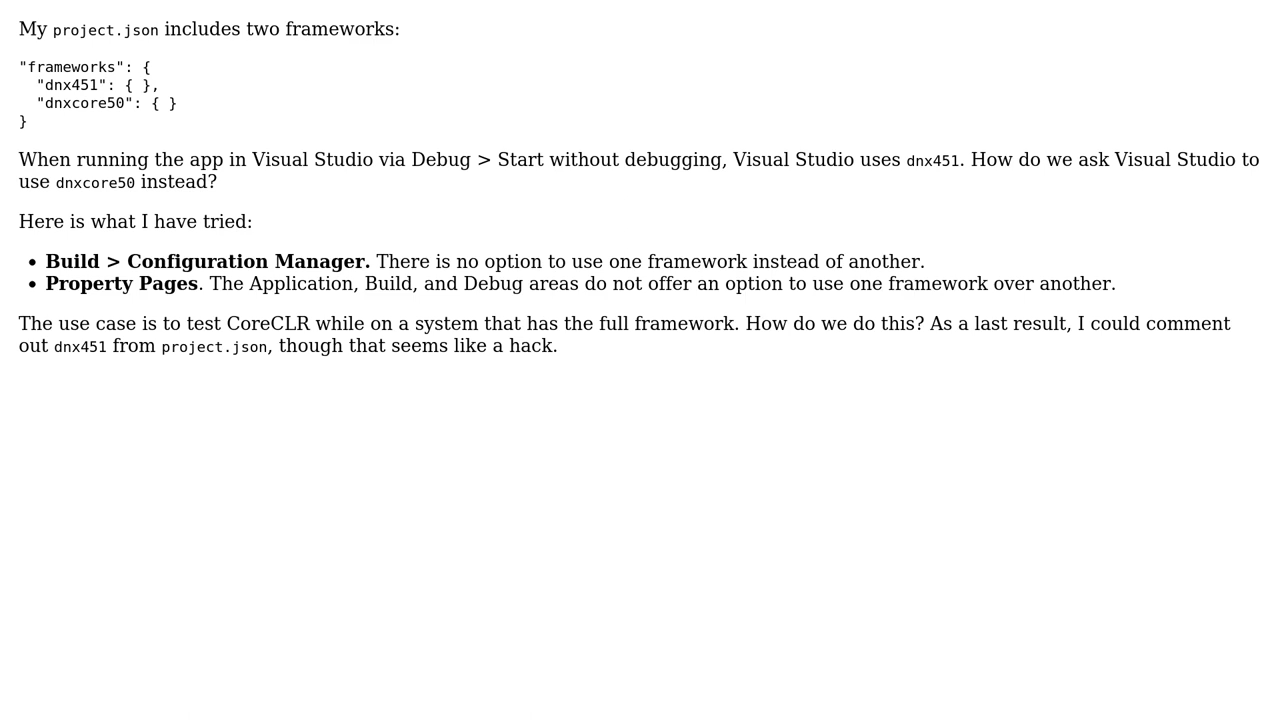 My project.json includes two frameworks:
"frameworks": {
  "dnx451": { },
  "dnxcore50": { }
}
When running the app in Visual Studio via Debug > Start without debugging, Visual Studio uses dnx451. How do we ask Visual Studio to
use dnxcore50 instead?
Here is what I have tried:
• Build > Configuration Manager. There is no option to use one framework instead of another.
• Property Pages. The Application, Build, and Debug areas do not offer an option to use one framework over another.
The use case is to test CoreCLR while on a system that has the full framework. How do we do this? As a last result, I could comment
out dnx451 from project.json, though that seems like a hack.